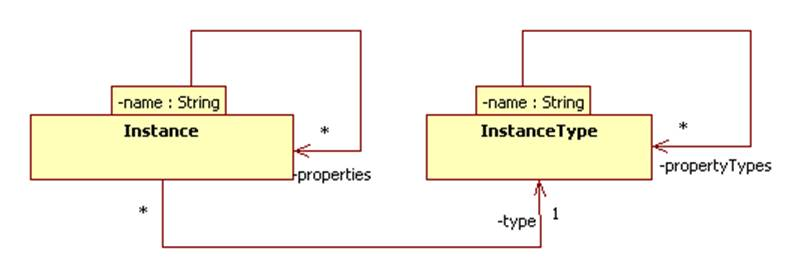 -name : String
Instance
*
-properties
*
-name : String
InstanceType
*
-propertyTypes
-type
1